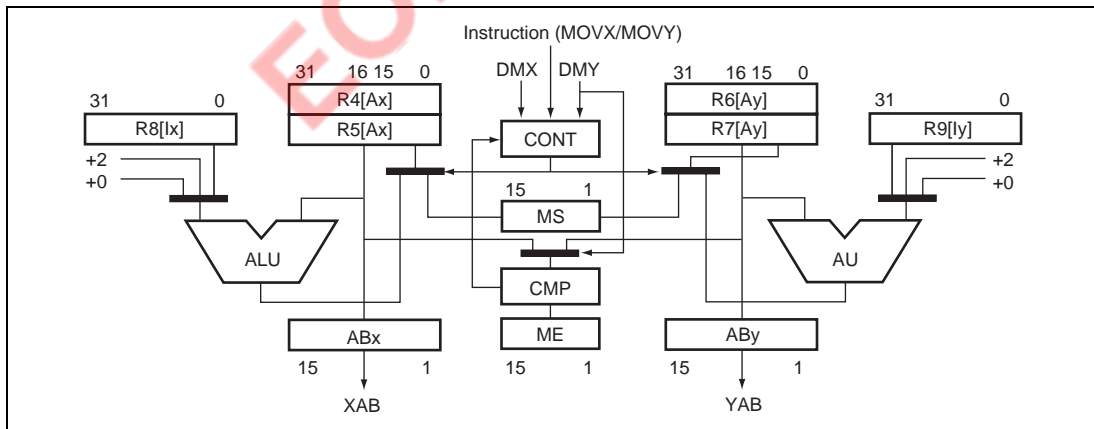 Instruction (MOVX/MOVY)
DMX DMY
31 16 15 0
31 16 15 0
31 0
R4[Ax]
R6[Ay]
31 0
R8[Ix]
R5[Ax]
CONT
R7[Ay]
R9[Iy]
+2
+0
+2
+0
15 1
MS
ALU
AU
CMP
ABx
ME
ABy
15 1
15 1
15 1
XAB
YAB